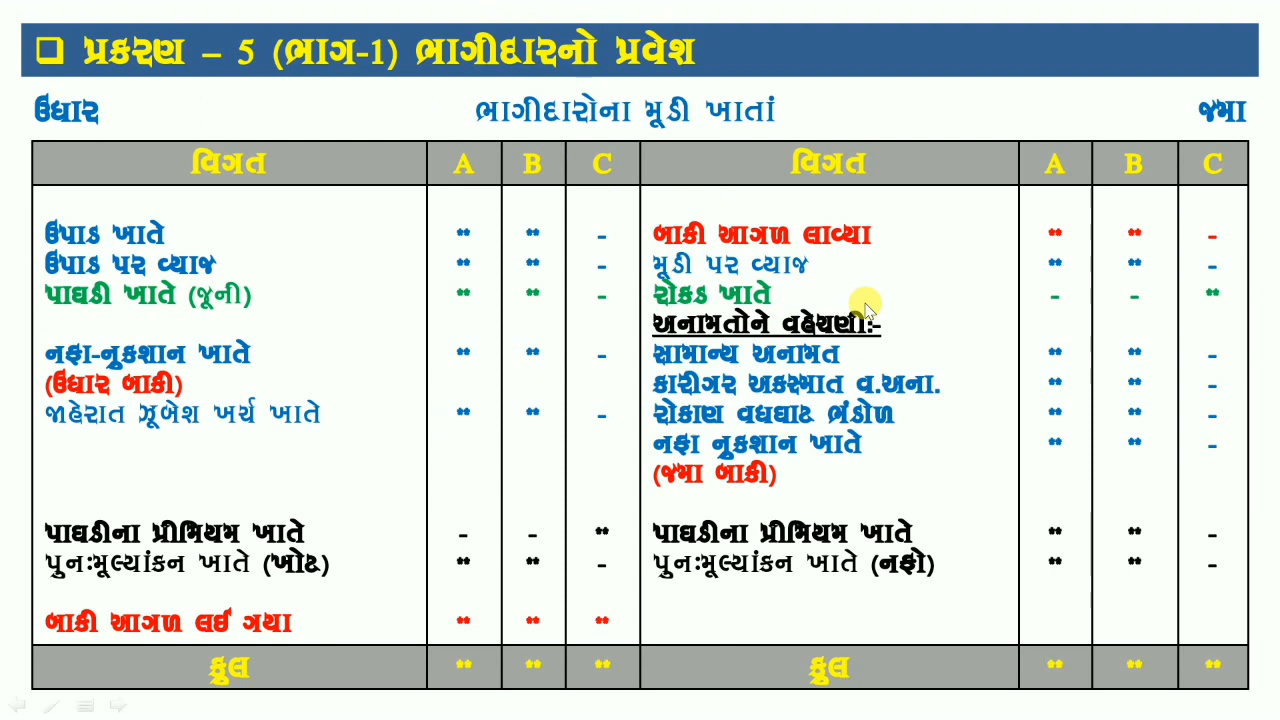 ❑ પ્રકરણ – 5 (ભાગ-1) ભાગીદારનો પ્રવેશ
ઉધાર ભાગીદારોના મૂડી ખાતાં જમા
વિગત A B C વિગત A B C
ઉપાડ ખાતે ** ** - બાકી આગળ લાવ્યા ** ** -
ઉપાડ પર વ્યાજ ** ** - મૂડી પર વ્યાજ ** ** -
પાઘડી ખાતે (જૂની) ** ** - રોકડ ખાતે - - **
અનામતોને વહેચણી:-
નફા-નુકશાન ખાતે ** ** - સામાન્ય અનામત ** ** -
(ઉધાર બાકી) કારીગર અકસ્માત વ.અના. ** ** -
જાહેરાત ઝૂબેશ ખર્ચ ખાતે ** ** - રોકાણ વધઘાટ ભંડોળ ** ** -
નફા નુકશાન ખાતે ** ** -
(જમા બાકી)
પાઘડીના પ્રીમિયમ ખાતે - - ** પાઘડીના પ્રીમિયમ ખાતે ** ** -
પુનઃમૂલ્યાંકન ખાતે (ખોટ) ** ** - પુનઃમૂલ્યાંકન ખાતે (નફો) ** ** -
બાકી આગળ લઈ ગયા ** ** **
કુલ ** ** ** કુલ ** ** **